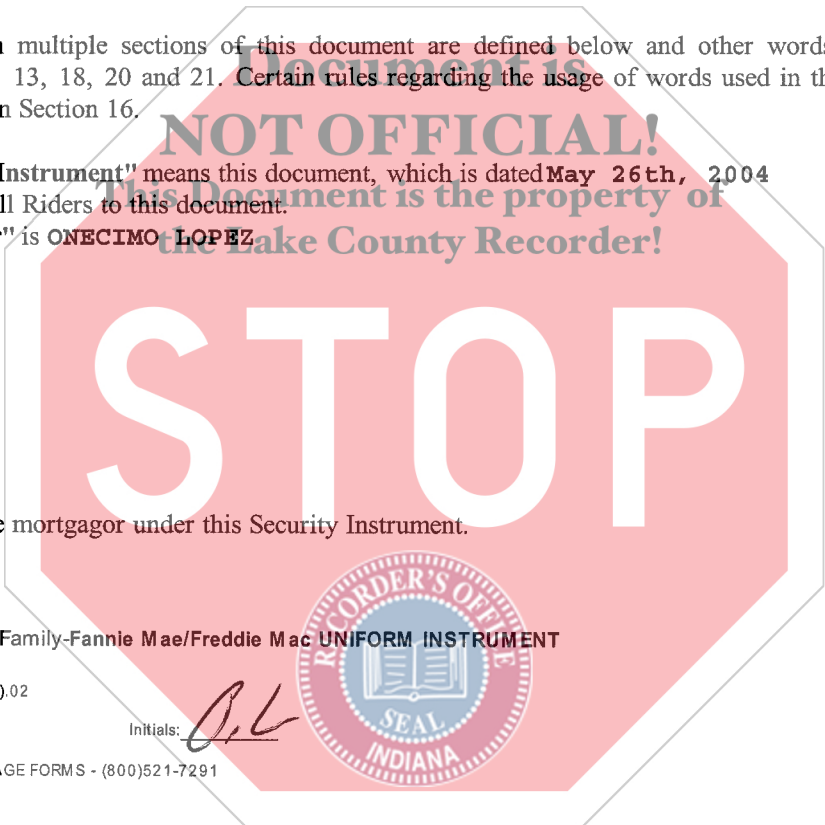 multiple sections of this document are defined below and other words
Document is
13, 18, 20 and 21. Certain rules regarding the usage of words used in th
n Section 16.
NOT OFFICIAL!
Instrument" means this document, which is dated May 26th, 2004
This Document is the property of
ll Riders to this document.
" is ONECIMO LOPEZ
the Lake County Recorder!
STOP
e mortgagor under this Security Instrument.
RECORDER'S OFFICE
Family-Fannie Mae/Freddie Mac UNIFORM INSTRUMENT
).02
SEAL
Initials:
INDIANA
AGE FORMS - (800)521-7291